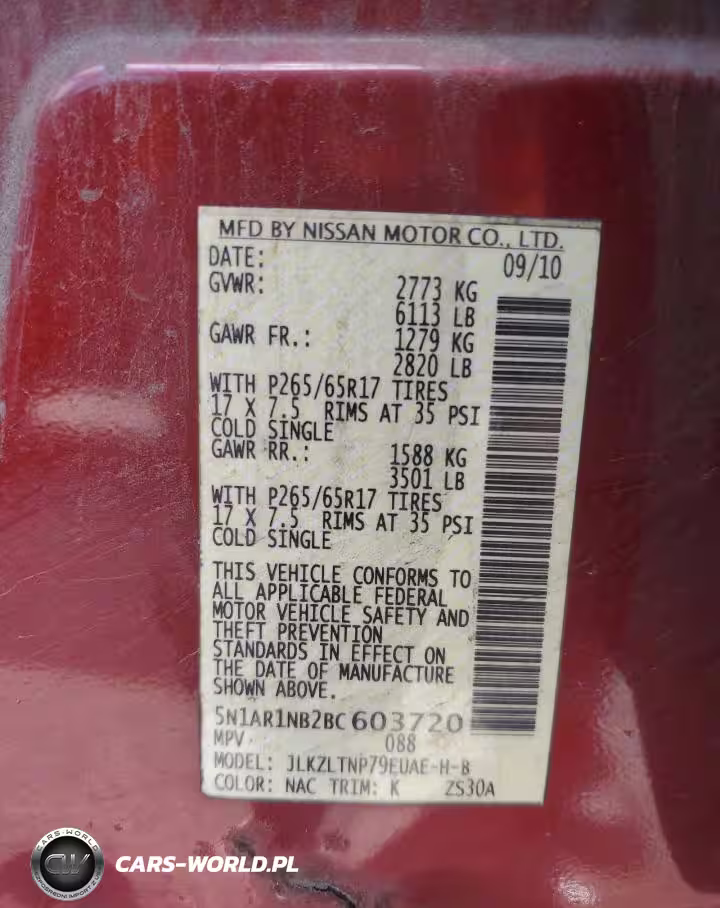 MFD BY NISSAN MOTOR CO., LTD.
DATE: 09/10
GVWR: 2773 KG
6113 LB
GAWR FR.: 1279 KG
2820 LB
WITH P265/65R17 TIRES
17 X 7.5 RIMS AT 35 PSI
COLD SINGLE
GAWR RR.: 1588 KG
3501 LB
WITH P265/65R17 TIRES
17 X 7.5 RIMS AT 35 PSI
COLD SINGLE
THIS VEHICLE CONFORMS TO
ALL APPLICABLE FEDERAL
MOTOR VEHICLE SAFETY AND
THEFT PREVENTION
STANDARDS IN EFFECT ON
THE DATE OF MANUFACTURE
SHOWN ABOVE.
5N1AR1NB2BC603720
MPV 088
MODEL: JLKZLTNP79EUAE-H-B
COLOR: NAC TRIM: K ZS30A
CARS-WORLD
CW
CARS-WORLD.PL